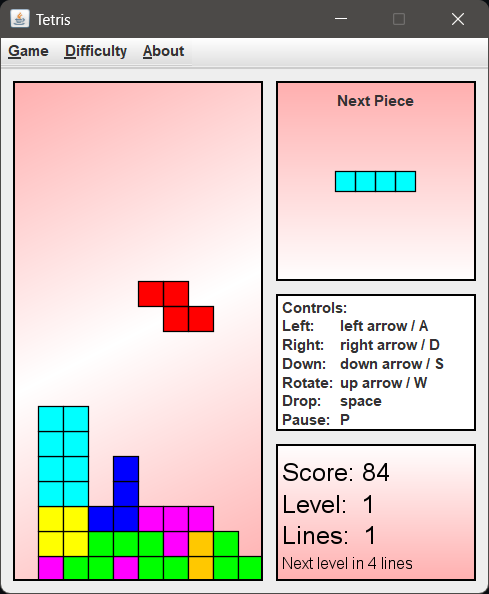 Tetris
Game Difficulty About
Next Piece
Controls:
Left: left arrow / A
Right: right arrow / D
Down: down arrow / S
Rotate: up arrow / W
Drop: space
Pause: P
Score: 84
Level: 1
Lines: 1
Next level in 4 lines